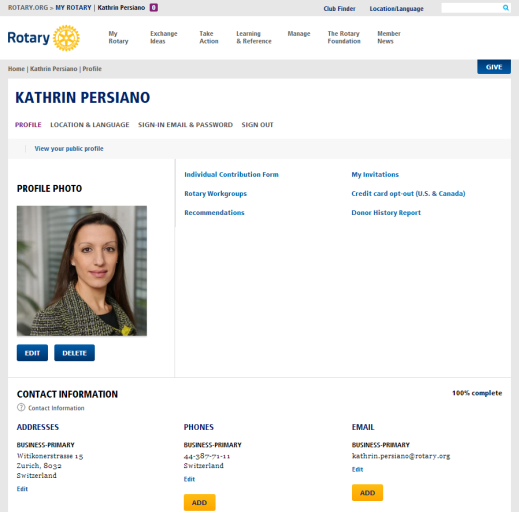 ROTARY.ORG > MY ROTARY | Kathrin Persiano 0
Club Finder Location/Language
Rotary
My Rotary
Exchange Ideas
Take Action
Learning & Reference
Manage
The Rotary Foundation
Member News
Home | Kathrin Persiano | Profile
GIVE
KATHRIN PERSIANO
PROFILE LOCATION & LANGUAGE SIGN-IN EMAIL & PASSWORD SIGN OUT
View your public profile
PROFILE PHOTO
EDIT DELETE
Individual Contribution Form
Rotary Workgroups
Recommendations
My Invitations
Credit card opt-out (U.S. & Canada)
Donor History Report
CONTACT INFORMATION
100% complete
? Contact Information
ADDRESSES
BUSINESS-PRIMARY
Witikonerstrasse 15
Zurich, 8032
Switzerland
Edit
PHONES
BUSINESS-PRIMARY
44-387-71-11
Switzerland
Edit
ADD
EMAIL
BUSINESS-PRIMARY
kathrin.persiano@rotary.org
Edit
ADD